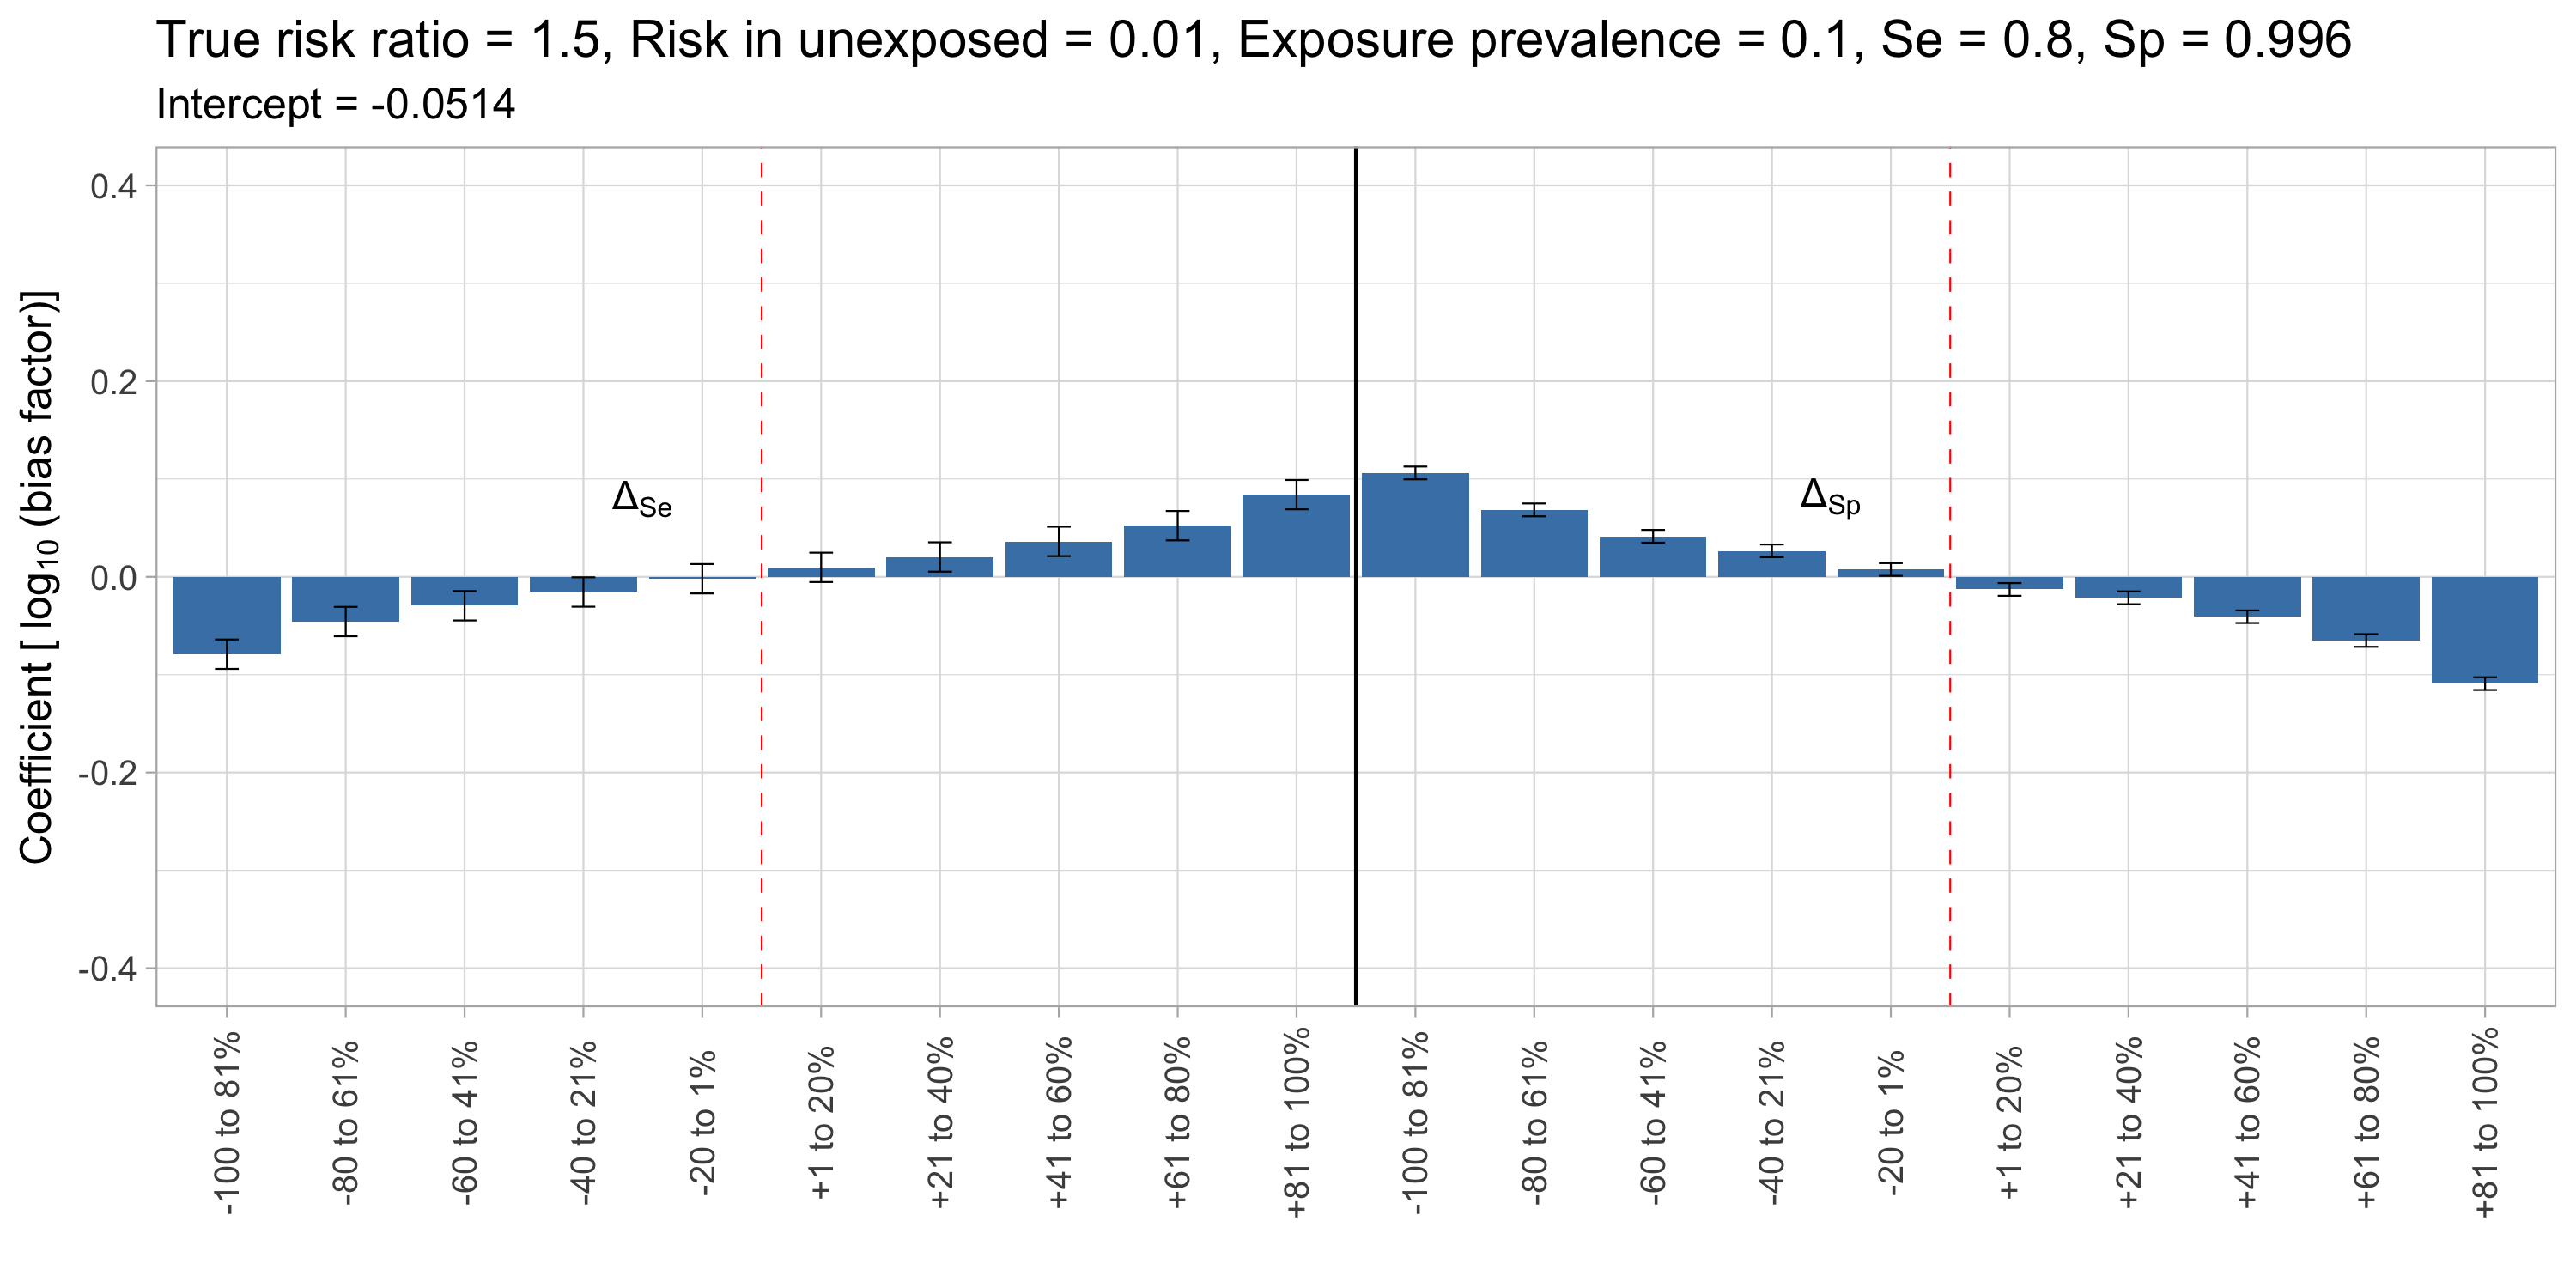 True risk ratio = 1.5, Risk in unexposed = 0.01, Exposure prevalence = 0.1, Se = 0.8, Sp = 0.996
Intercept = -0.0514
Coefficient [ log10 (bias factor)]
0.4
0.2
0.0
-0.2
-0.4
ΔSe
ΔSp
-100 to 81%
-80 to 61%
-60 to 41%
-40 to 21%
-20 to 1%
+1 to 20%
+21 to 40%
+41 to 60%
+61 to 80%
+81 to 100%
-100 to 81%
-80 to 61%
-60 to 41%
-40 to 21%
-20 to 1%
+1 to 20%
+21 to 40%
+41 to 60%
+61 to 80%
+81 to 100%